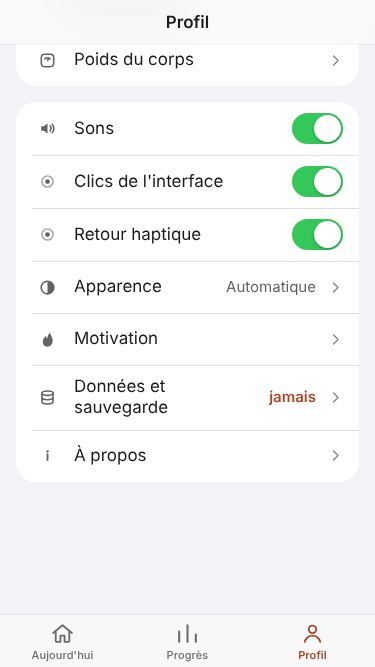 Profil
Poids du corps
Sons
Clics de l'interface
Retour haptique
Apparence Automatique
Motivation
Données et
sauvegarde
jamais
À propos
Aujourd'hui Progrès Profil